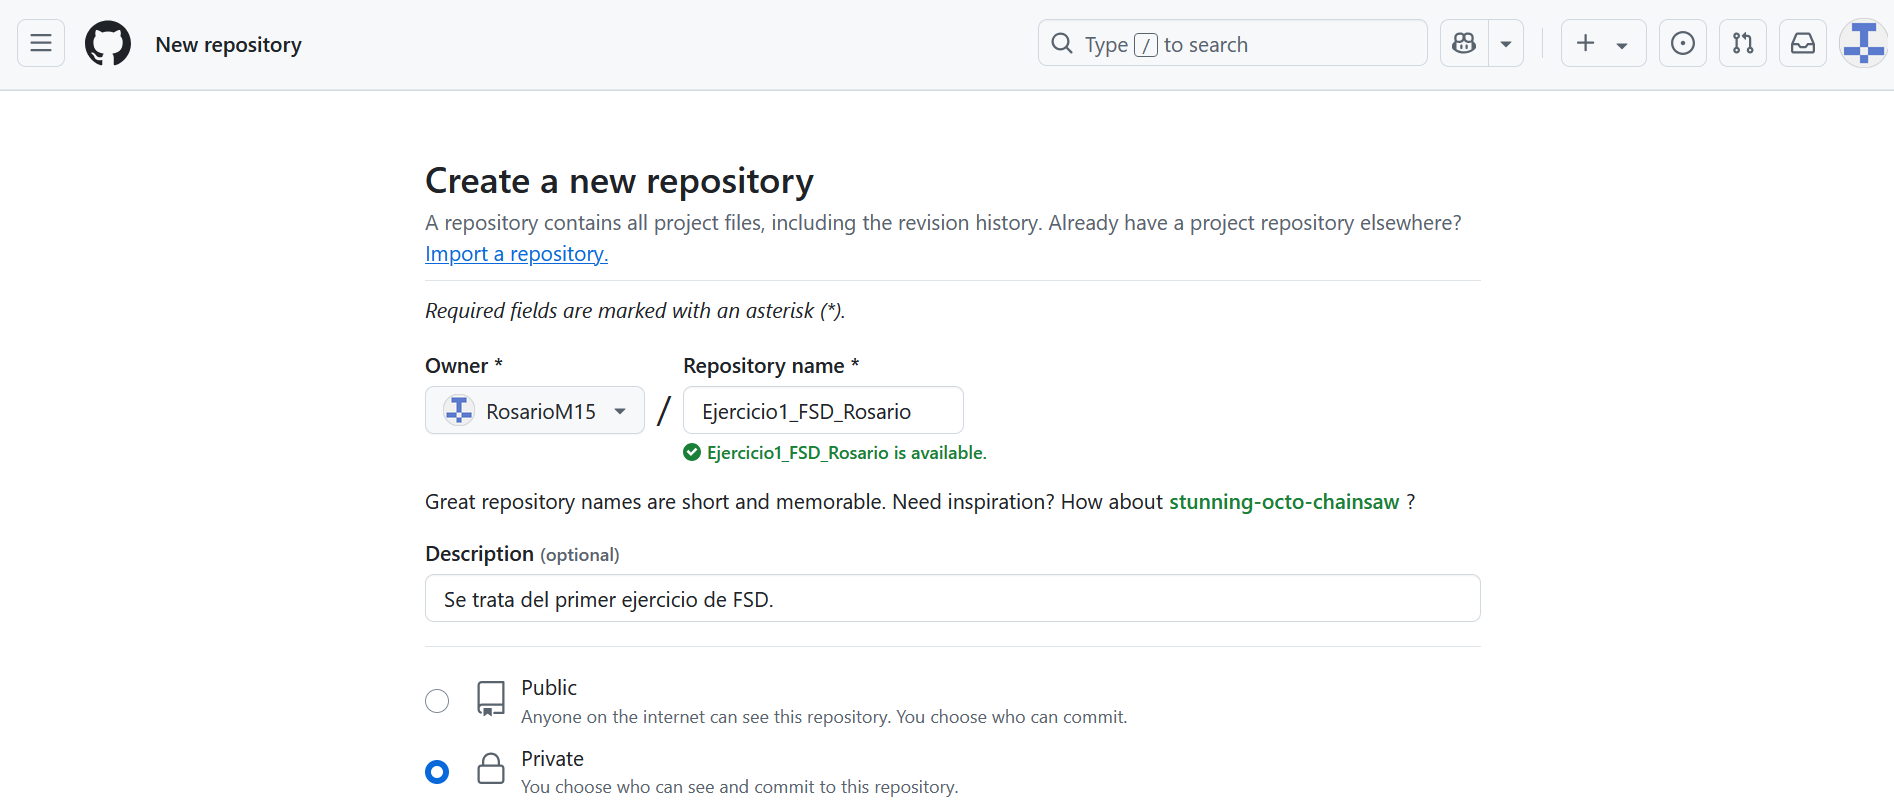 New repository
Type / to search
Create a new repository
A repository contains all project files, including the revision history. Already have a project repository elsewhere?
Import a repository.
Required fields are marked with an asterisk (*).
Owner * Repository name *
RosarioM15 / Ejercicio1_FSD_Rosario
Ejercicio1_FSD_Rosario is available.
Great repository names are short and memorable. Need inspiration? How about stunning-octo-chainsaw ?
Description (optional)
Se trata del primer ejercicio de FSD.
Public
Anyone on the internet can see this repository. You choose who can commit.
Private
You choose who can see and commit to this repository.